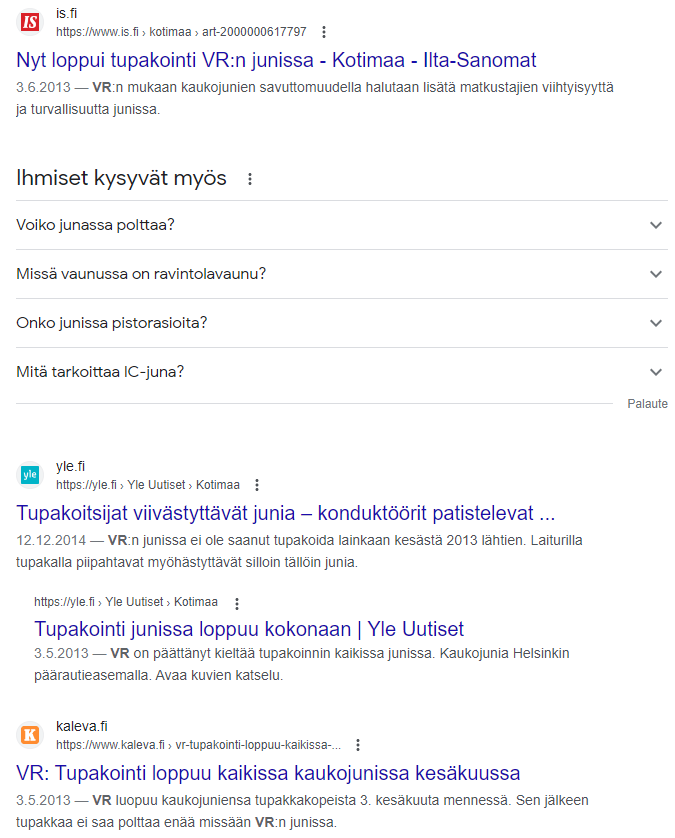 is.fi
https://www.is.fi › kotimaa › art-2000000617797
Nyt loppui tupakointi VR:n junissa - Kotimaa - Ilta-Sanomat
3.6.2013 — VR:n mukaan kaukojunien savuttomuudella halutaan lisätä matkustajien viihtyisyyttä
ja turvallisuutta junissa.
Ihmiset kysyvät myös
Voiko junassa polttaa?
Missä vaunussa on ravintolavaunu?
Onko junissa pistorasioita?
Mitä tarkoittaa IC-juna?
Palaute
yle.fi
https://yle.fi › Yle Uutiset › Kotimaa
Tupakoitsijat viivästyttävät junia – konduktöörit patistelevat ...
12.12.2014 — VR:n junissa ei ole saanut tupakoida lainkaan kesästä 2013 lähtien. Laiturilla
tupakalla piipahtavat myöhästyttävät silloin tällöin junia.
https://yle.fi › Yle Uutiset › Kotimaa
Tupakointi junissa loppuu kokonaan | Yle Uutiset
3.5.2013 — VR on päättänyt kieltää tupakoinnin kaikissa junissa. Kaukojunia Helsinkin
päärautieasemalla. Avaa kuvien katselu.
kaleva.fi
https://www.kaleva.fi › vr-tupakointi-loppuu-kaikissa-...
VR: Tupakointi loppuu kaikissa kaukojunissa kesäkuussa
3.5.2013 — VR luopuu kaukojuniensa tupakkakopeista 3. kesäkuuta mennessä. Sen jälkeen
tupakkaa ei saa polttaa enää missään VR:n junissa.